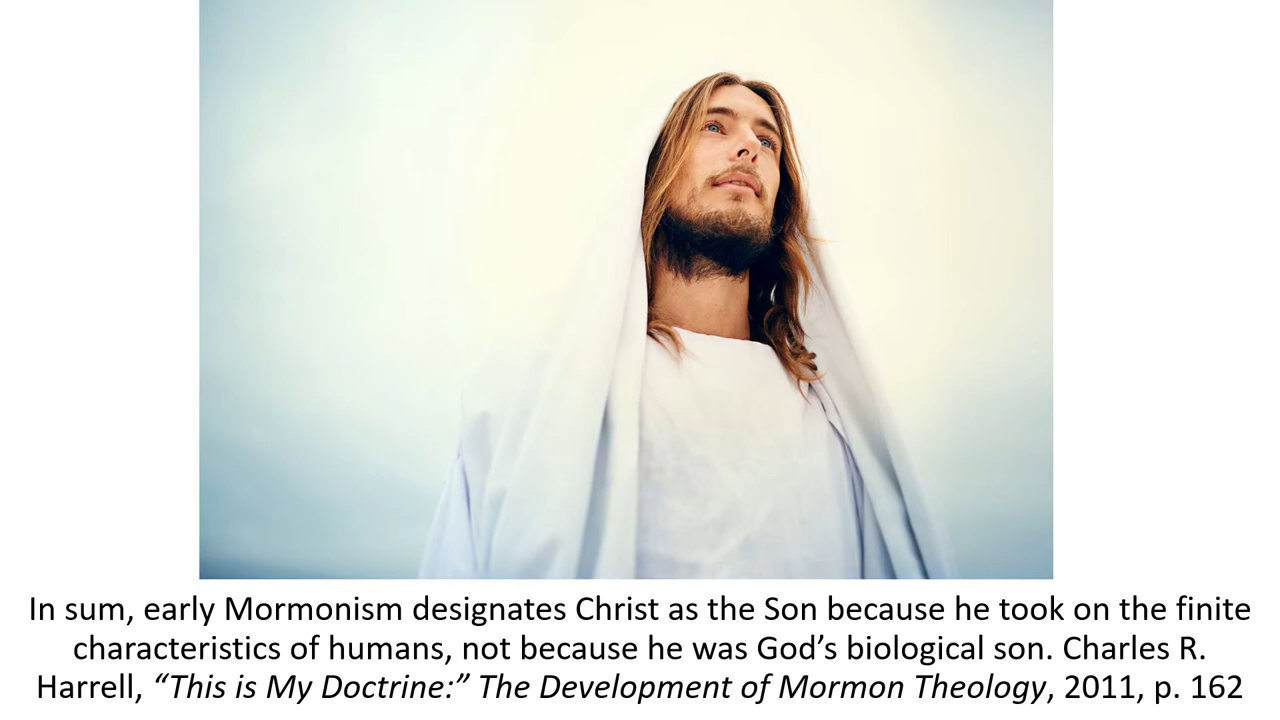 In sum, early Mormonism designates Christ as the Son because he took on the finite
characteristics of humans, not because he was God’s biological son. Charles R.
Harrell, “This is My Doctrine:” The Development of Mormon Theology, 2011, p. 162